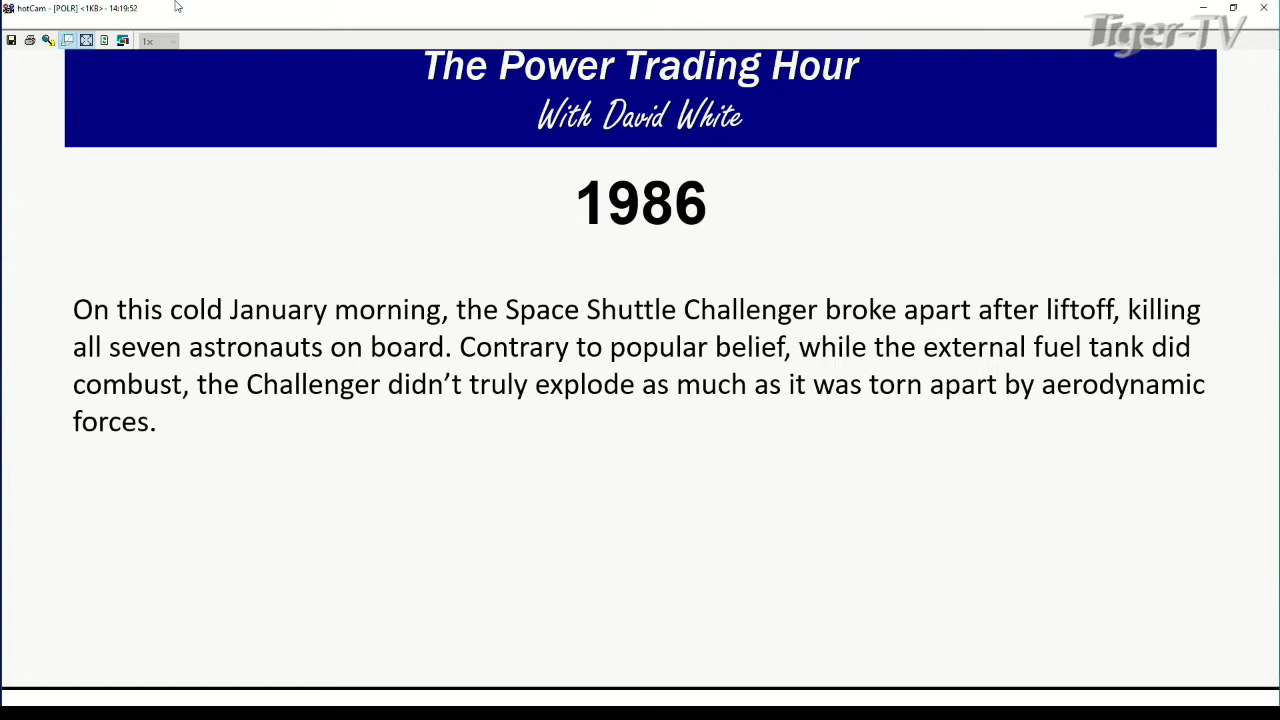 hotCam - [POLR] <1KB> - 14:19:52
Tiger-TV
1x
The Power Trading Hour
With David White
1986
On this cold January morning, the Space Shuttle Challenger broke apart after liftoff, killing
all seven astronauts on board. Contrary to popular belief, while the external fuel tank did
combust, the Challenger didn’t truly explode as much as it was torn apart by aerodynamic
forces.